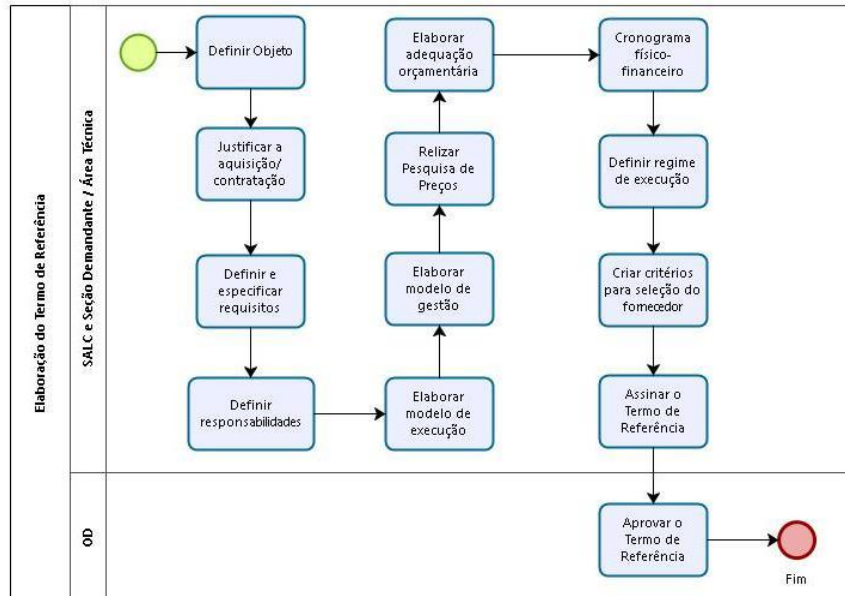 Elaboração do Termo de Referência
SALC e Seção Demandante / Área Técnica
Definir Objeto
Justificar a
aquisição/
contratação
Definir e
especificar
requisitos
Definir
responsabilidades
Elaborar
modelo de
execução
Elaborar
modelo de
gestão
Relizar
Pesquisa de
Preços
Elaborar
adequação
orçamentária
Cronograma
físico-
financeiro
Definir regime
de execução
Criar critérios
para seleção do
fornecedor
Assinar o
Termo de
Referência
OD
Aprovar o
Termo de
Referência
Fim